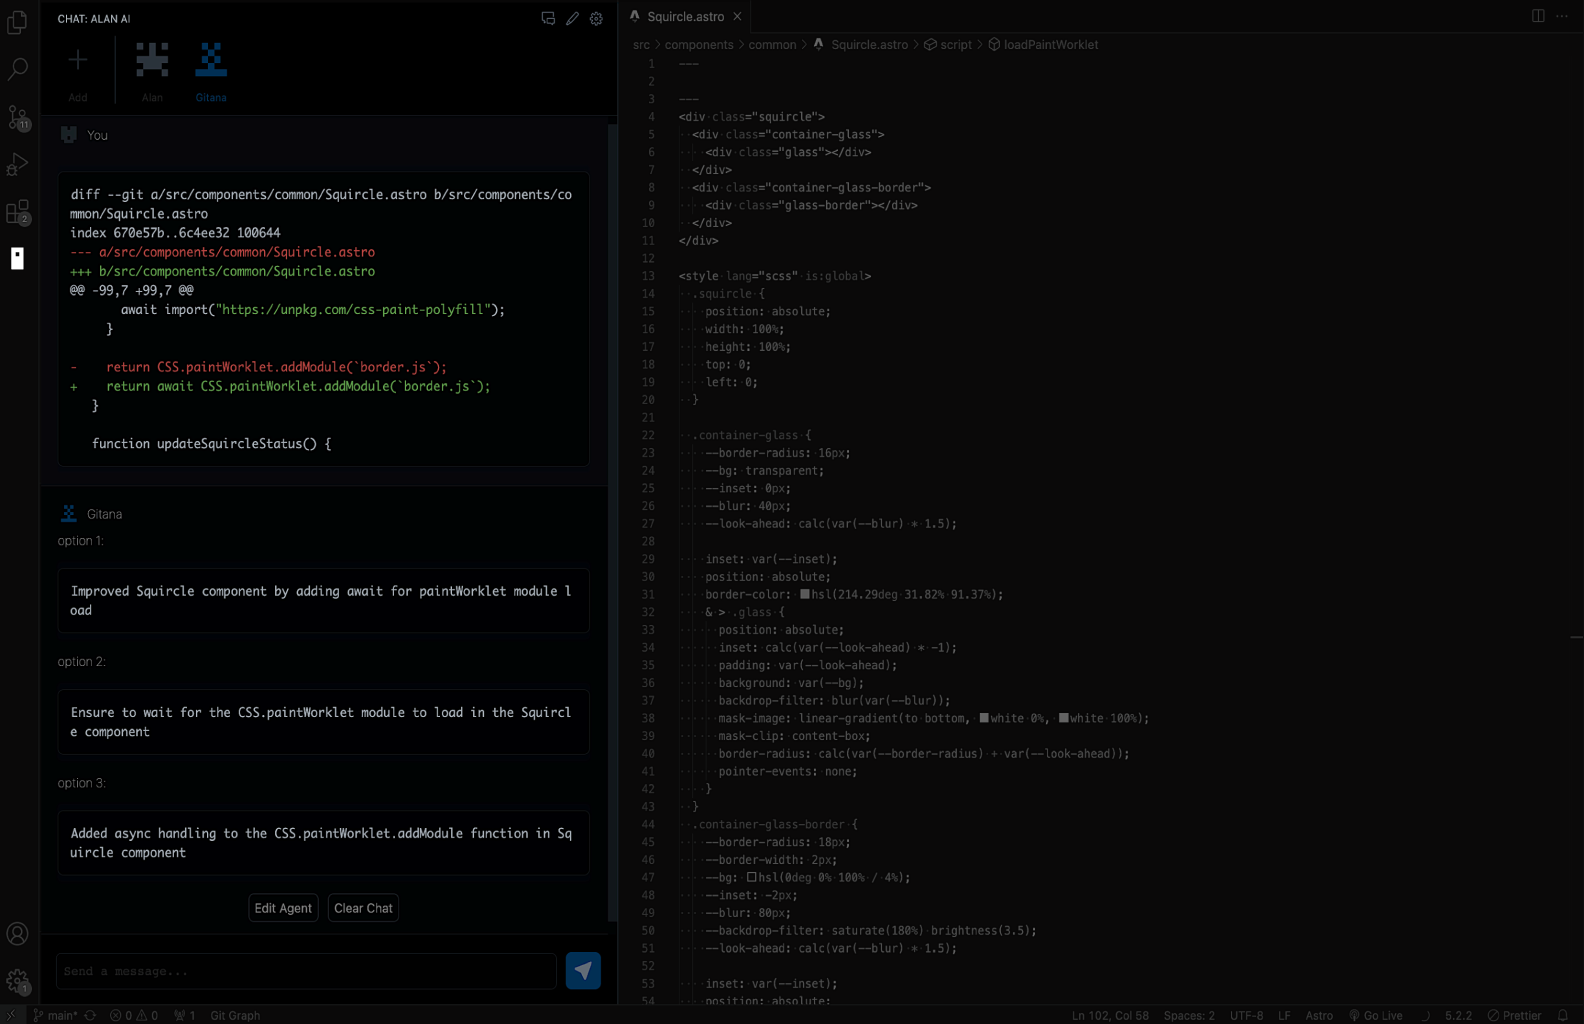 CHAT: ALAN AI
Add
Alan
Gitana
You
diff --git a/src/components/common/Squircle.astro b/src/components/co
mmon/Squircle.astro
index 670e57b..6c4ee32 100644
--- a/src/components/common/Squircle.astro
+++ b/src/components/common/Squircle.astro
@@ -99,7 +99,7 @@
await import("https://unpkg.com/css-paint-polyfill");
}
-    return CSS.paintWorklet.addModule(`border.js`);
+    return await CSS.paintWorklet.addModule(`border.js`);
}
function updateSquircleStatus() {
Gitana
option 1:
Improved Squircle component by adding await for paintWorklet module l
oad
option 2:
Ensure to wait for the CSS.paintWorklet module to load in the Squircl
e component
option 3:
Added async handling to the CSS.paintWorklet.addModule function in Sq
uircle component
Edit Agent
Clear Chat
Send a message...
11
2
1
Squircle.astro
src > components > common > Squircle.astro > script > loadPaintWorklet
1 ---
2
3 ---
4 <div class="squircle">
5 <div class="container-glass">
6 <div class="glass"></div>
7 </div>
8 <div class="container-glass-border">
9 <div class="glass-border"></div>
10 </div>
11 </div>
12
13 <style lang="scss" is:global>
14 .squircle {
15 position: absolute;
16 width: 100%;
17 height: 100%;
18 top: 0;
19 left: 0;
20 }
21
22 .container-glass {
23 --border-radius: 16px;
24 --bg: transparent;
25 --inset: 0px;
26 --blur: 40px;
27 --look-ahead: calc(var(--blur) * 1.5);
28
29 inset: var(--inset);
30 position: absolute;
31 border-color: hsl(214.29deg 31.82% 91.37%);
32 & > .glass {
33 position: absolute;
34 inset: calc(var(--look-ahead) * -1);
35 padding: var(--look-ahead);
36 background: var(--bg);
37 backdrop-filter: blur(var(--blur));
38 mask-image: linear-gradient(to bottom, white 0%, white 100%);
39 mask-clip: content-box;
40 border-radius: calc(var(--border-radius) + var(--look-ahead));
41 pointer-events: none;
42 }
43 }
44 .container-glass-border {
45 --border-radius: 18px;
46 --border-width: 2px;
47 --bg: hsl(0deg 0% 100% / 4%);
48 --inset: -2px;
49 --blur: 80px;
50 --backdrop-filter: saturate(180%) brightness(3.5);
51 --look-ahead: calc(var(--blur) * 1.5);
52
53 inset: var(--inset);
54 position: absolute;
main* 0 0 1 Git Graph
Ln 102, Col 58 Spaces: 2 UTF-8 LF Astro Go Live 5.2.2 Prettier